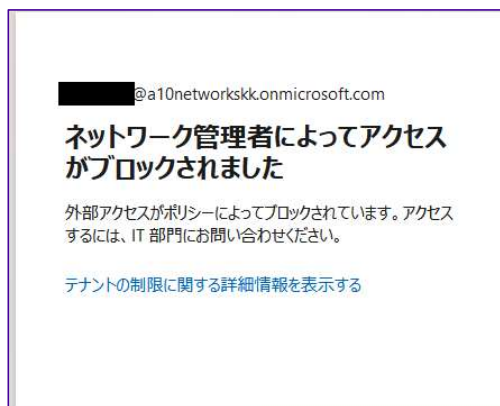 @a10networkskk.onmicrosoft.com
ネットワーク管理者によってアクセス
がブロックされました
外部アクセスがポリシーによってブロックされています。アクセス
するには、IT 部門にお問い合わせください。
テナントの制限に関する詳細情報を表示する